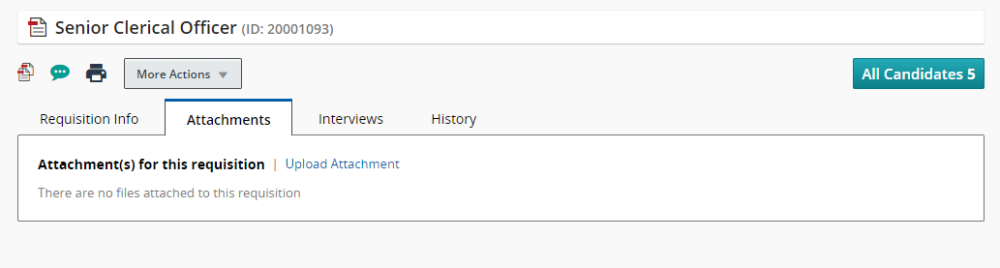 Senior Clerical Officer (ID: 20001093)
More Actions
All Candidates 5
Requisition Info
Attachments
Interviews
History
Attachment(s) for this requisition | Upload Attachment
There are no files attached to this requisition